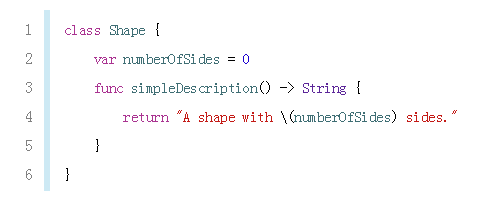 1 class Shape {
2     var numberOfSides = 0
3     func simpleDescription() -> String {
4         return "A shape with \(numberOfSides) sides."
5     }
6 }